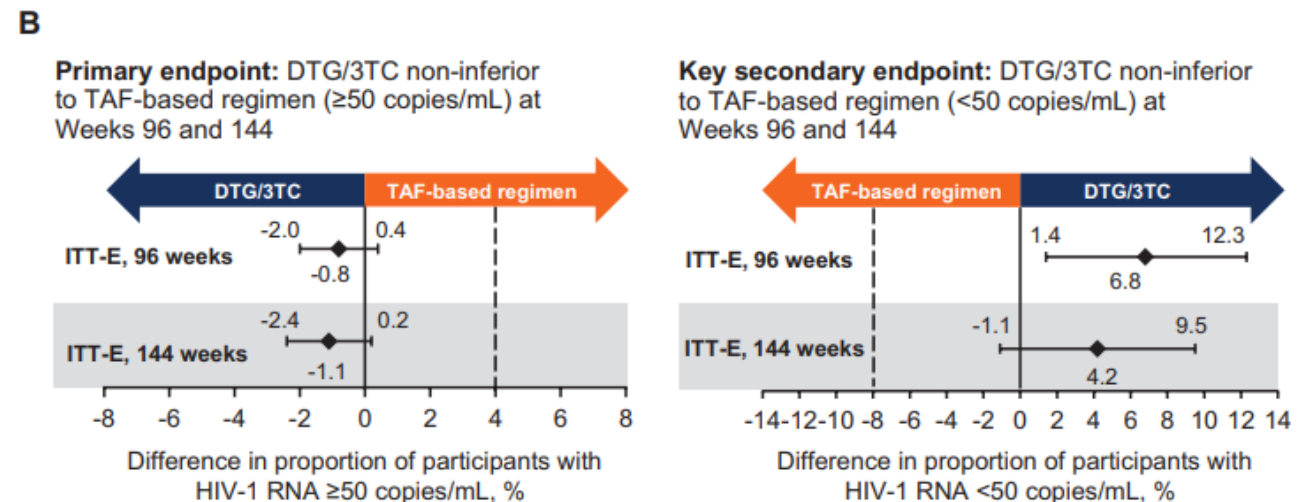 B
Primary endpoint: DTG/3TC non-inferior
to TAF-based regimen (≥50 copies/mL) at
Weeks 96 and 144
DTG/3TC
TAF-based regimen
-2.0
0.4
ITT-E, 96 weeks
-0.8
-2.4
0.2
ITT-E, 144 weeks
-1.1
-8 -6 -4 -2 0 2 4 6 8
Difference in proportion of participants with
HIV-1 RNA ≥50 copies/mL, %
Key secondary endpoint: DTG/3TC non-inferior
to TAF-based regimen (<50 copies/mL) at
Weeks 96 and 144
TAF-based regimen
DTG/3TC
1.4
12.3
ITT-E, 96 weeks
6.8
-1.1
9.5
ITT-E, 144 weeks
4.2
-14 -12 -10 -8 -6 -4 -2 0 2 4 6 8 10 12 14
Difference in proportion of participants with
HIV-1 RNA <50 copies/mL, %